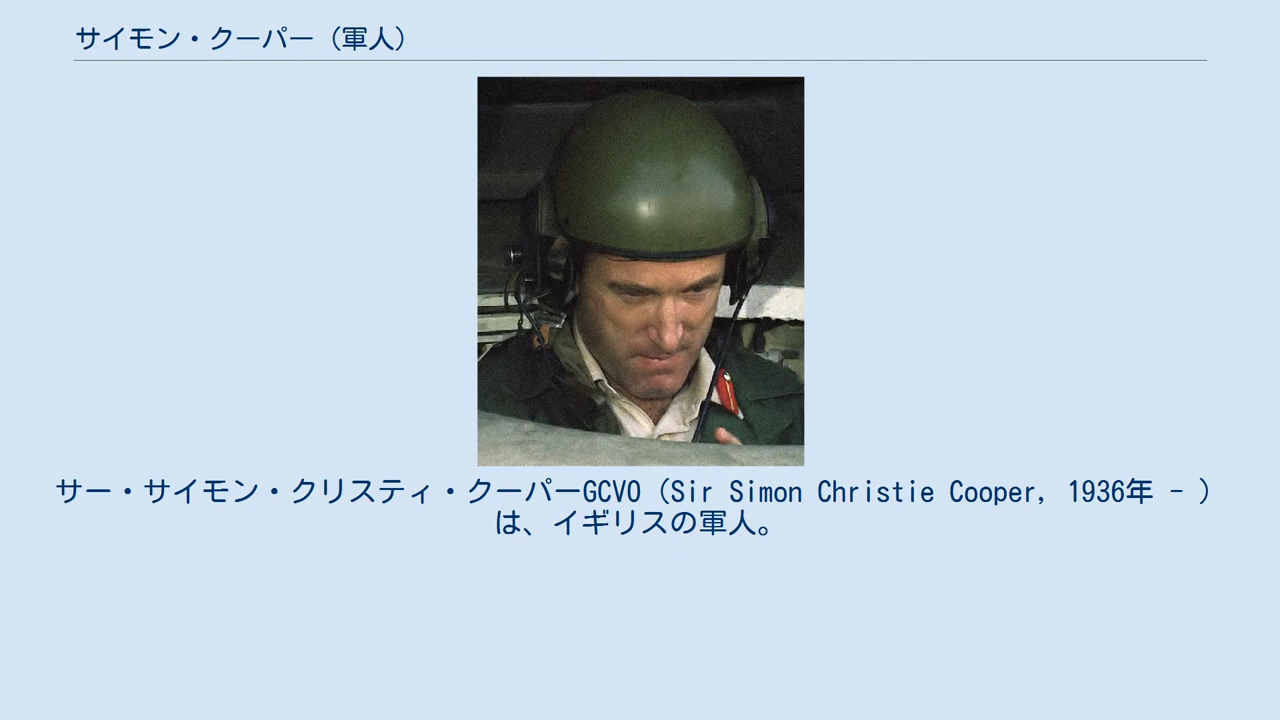 サイモン・クーパー（軍人）
サー・サイモン・クリスティ・クーパーGCVO（Sir Simon Christie Cooper, 1936年 - ）
は、イギリスの軍人。